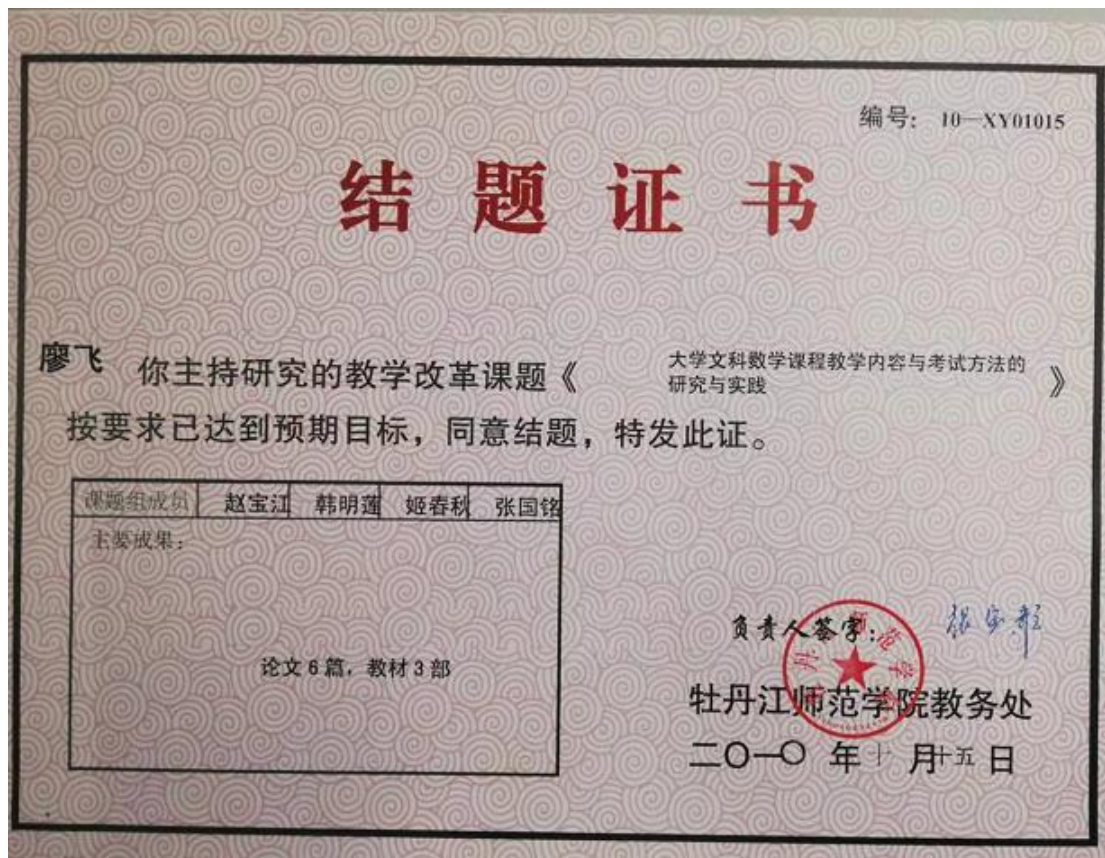 编号: 10—XY01015
结题证书
廖飞 你主持研究的教学改革课题《大学文科数学课程教学内容与考试方法的
研究与实践》
按要求已达到预期目标，同意结题，特发此证。
课题组成员 赵宝江 韩明莲 姬春秋 张国铭
主要成果：
论文6篇，教材3部
负责人签字：
牡丹江师范学院教务处
二〇一〇 年 十 月 十五 日